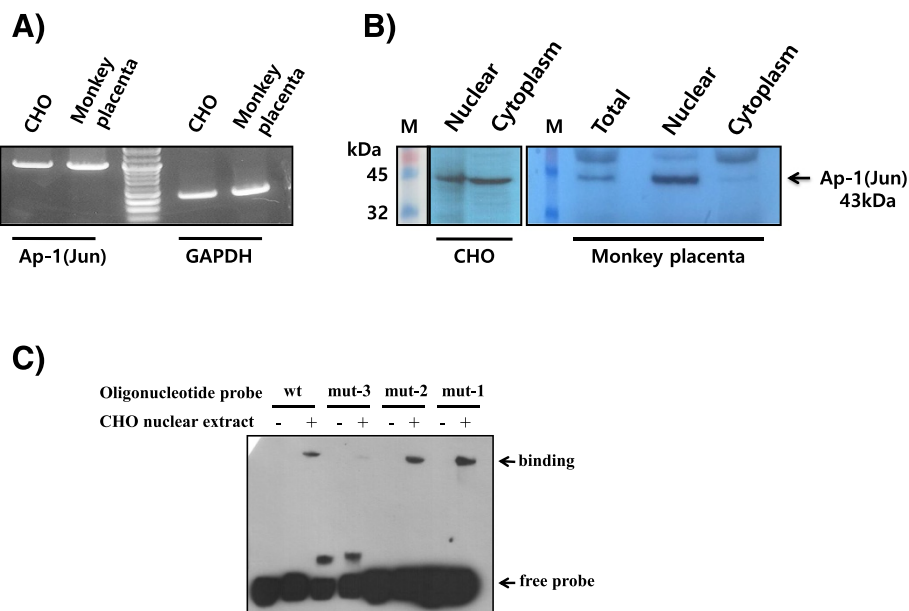 A)
CHO
Monkey
placenta
CHO
Monkey
placenta
Ap-1(Jun)
GAPDH
B)
M
Nuclear
Cytoplasm
M
Total
Nuclear
Cytoplasm
kDa
45
32
Ap-1(Jun)
43kDa
CHO
Monkey placenta
C)
Oligonucleotide probe wt mut-3 mut-2 mut-1
CHO nuclear extract - + - + - + - +
binding
free probe